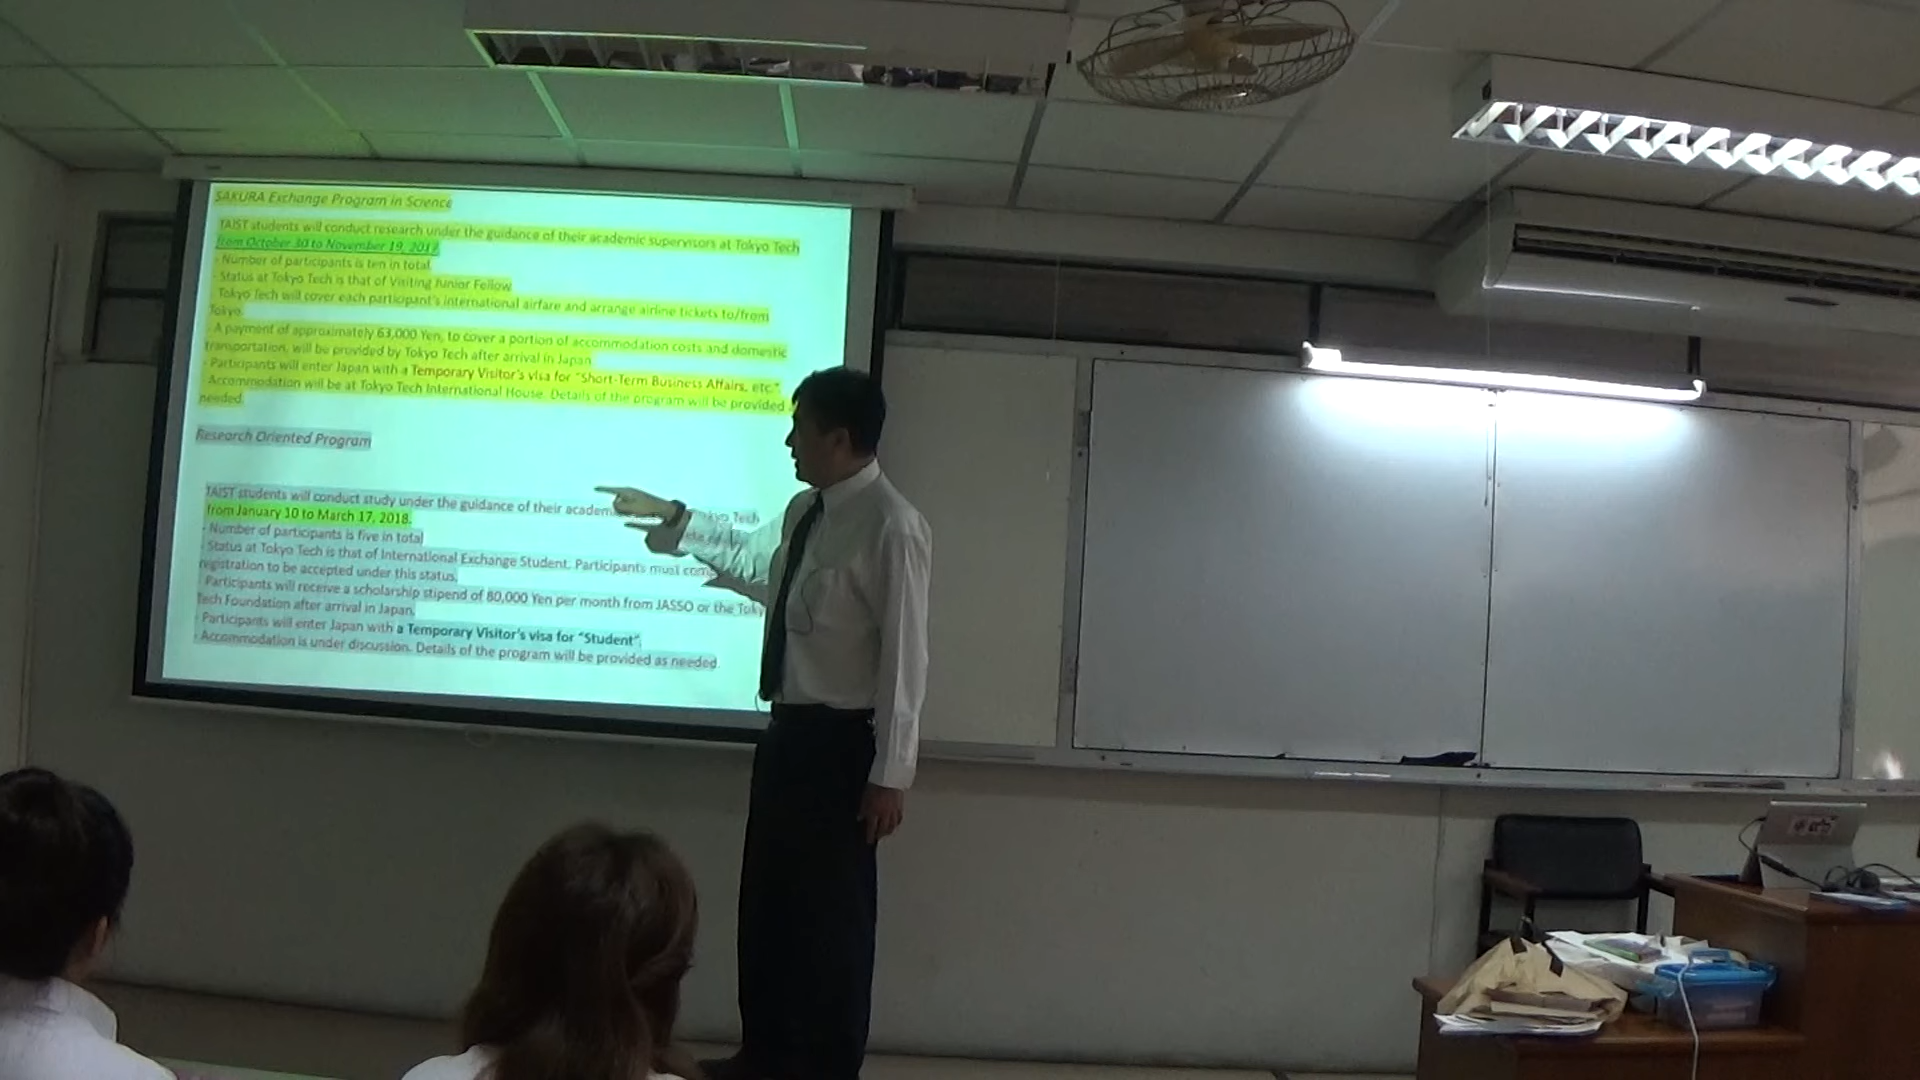 SAKURA Exchange Program in Science
TAIST students will conduct research under the guidance of their academic supervisors at Tokyo Tech
from October 30 to November 19, 2017.
- Number of participants is ten in total
- Status at Tokyo Tech is that of Visiting Junior Fellow
- Tokyo Tech will cover each participant's international airfare and arrange airline tickets to/from
Tokyo.
- A payment of approximately 63,000 Yen, to cover a portion of accommodation costs and domestic
transportation, will be provided by Tokyo Tech after arrival in Japan.
- Participants will enter Japan with a Temporary Visitor's visa for "Short-Term Business Affairs, etc."
- Accommodation will be at Tokyo Tech International House. Details of the program will be provided
needed.
Research Oriented Program
TAIST students will conduct study under the guidance of their Tokyo Tech
from January 10 to March 17, 2018.
- Number of participants is five in total
- Status at Tokyo Tech is that of International Exchange Student. Participants must
registration to be accepted under this status.
- Participants will receive a scholarship stipend of 80,000 Yen per month from JASSO or the
Tech Foundation after arrival in Japan.
- Participants will enter Japan with a Temporary Visitor's visa for "Student".
- Accommodation is under discussion. Details of the program will be provided as needed.